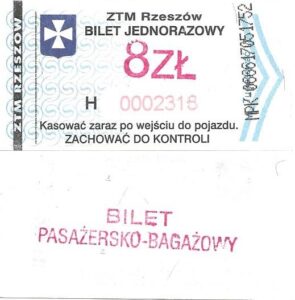 ZTM RZESZÓW
ZTM Rzeszów
BILET JEDNORAZOWY
8ZŁ
H 0002316
Kasować zaraz po wejściu do pojazdu.
ZACHOWAĆ DO KONTROLI
BILET
PASAŻERSKO-BAGAŻOWY